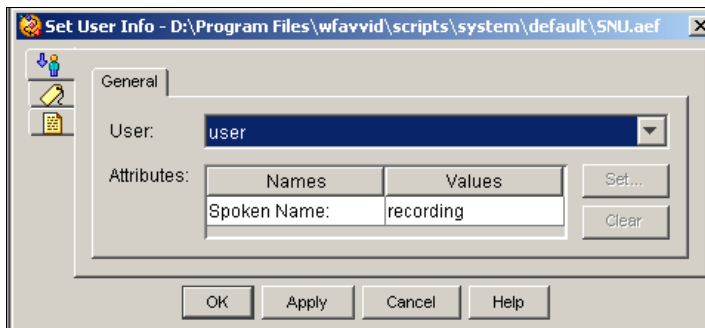 Set User Info - D:\Program Files\wfavvid\scripts\system\default\SNU.aef
General
User: user
Attributes: Names Values Set...
Spoken Name: recording
Clear
OK Apply Cancel Help